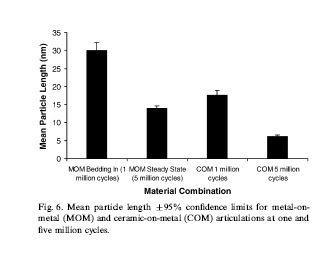 35
30
25
20
15
10
5
0
Mean Particle Length (nm)
MOM Bedding In (1 million cycles)
MOM Steady State (5 million cycles)
COM 1 million cycles
COM 5 million cycles
Material Combination
Fig. 6. Mean particle length ±95% confidence limits for metal-on-
metal (MOM) and ceramic-on-metal (COM) articulations at one and
five million cycles.